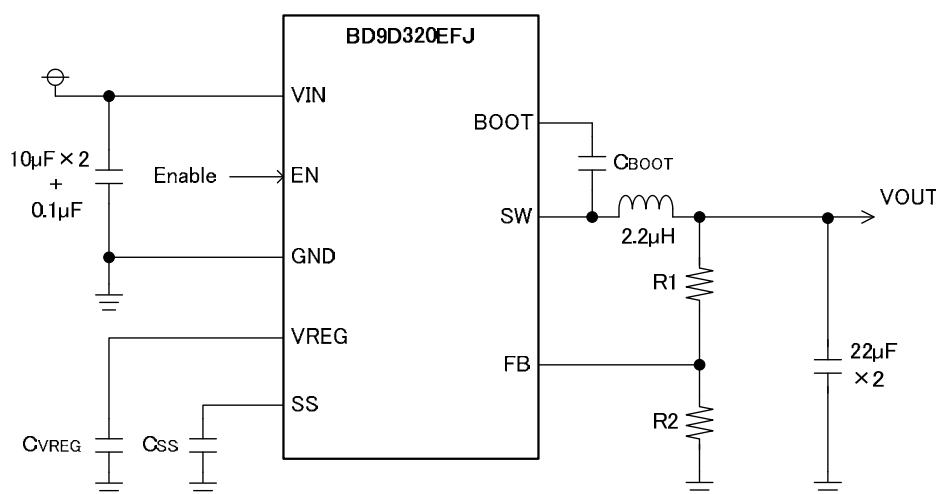 BD9D320EFJ
VIN
BOOT
10µF × 2
+
0.1µF
Enable
EN
CBOOT
SW
2.2µH
VOUT
GND
R1
VREG
FB
22µF
×2
SS
R2
CVREG
CSS